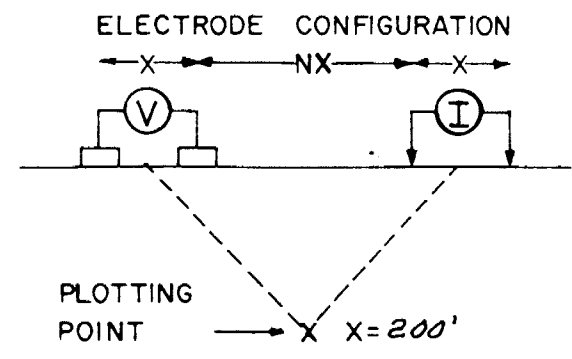 ELECTRODE CONFIGURATION
X NX X
V I
PLOTTING
POINT X X=200'